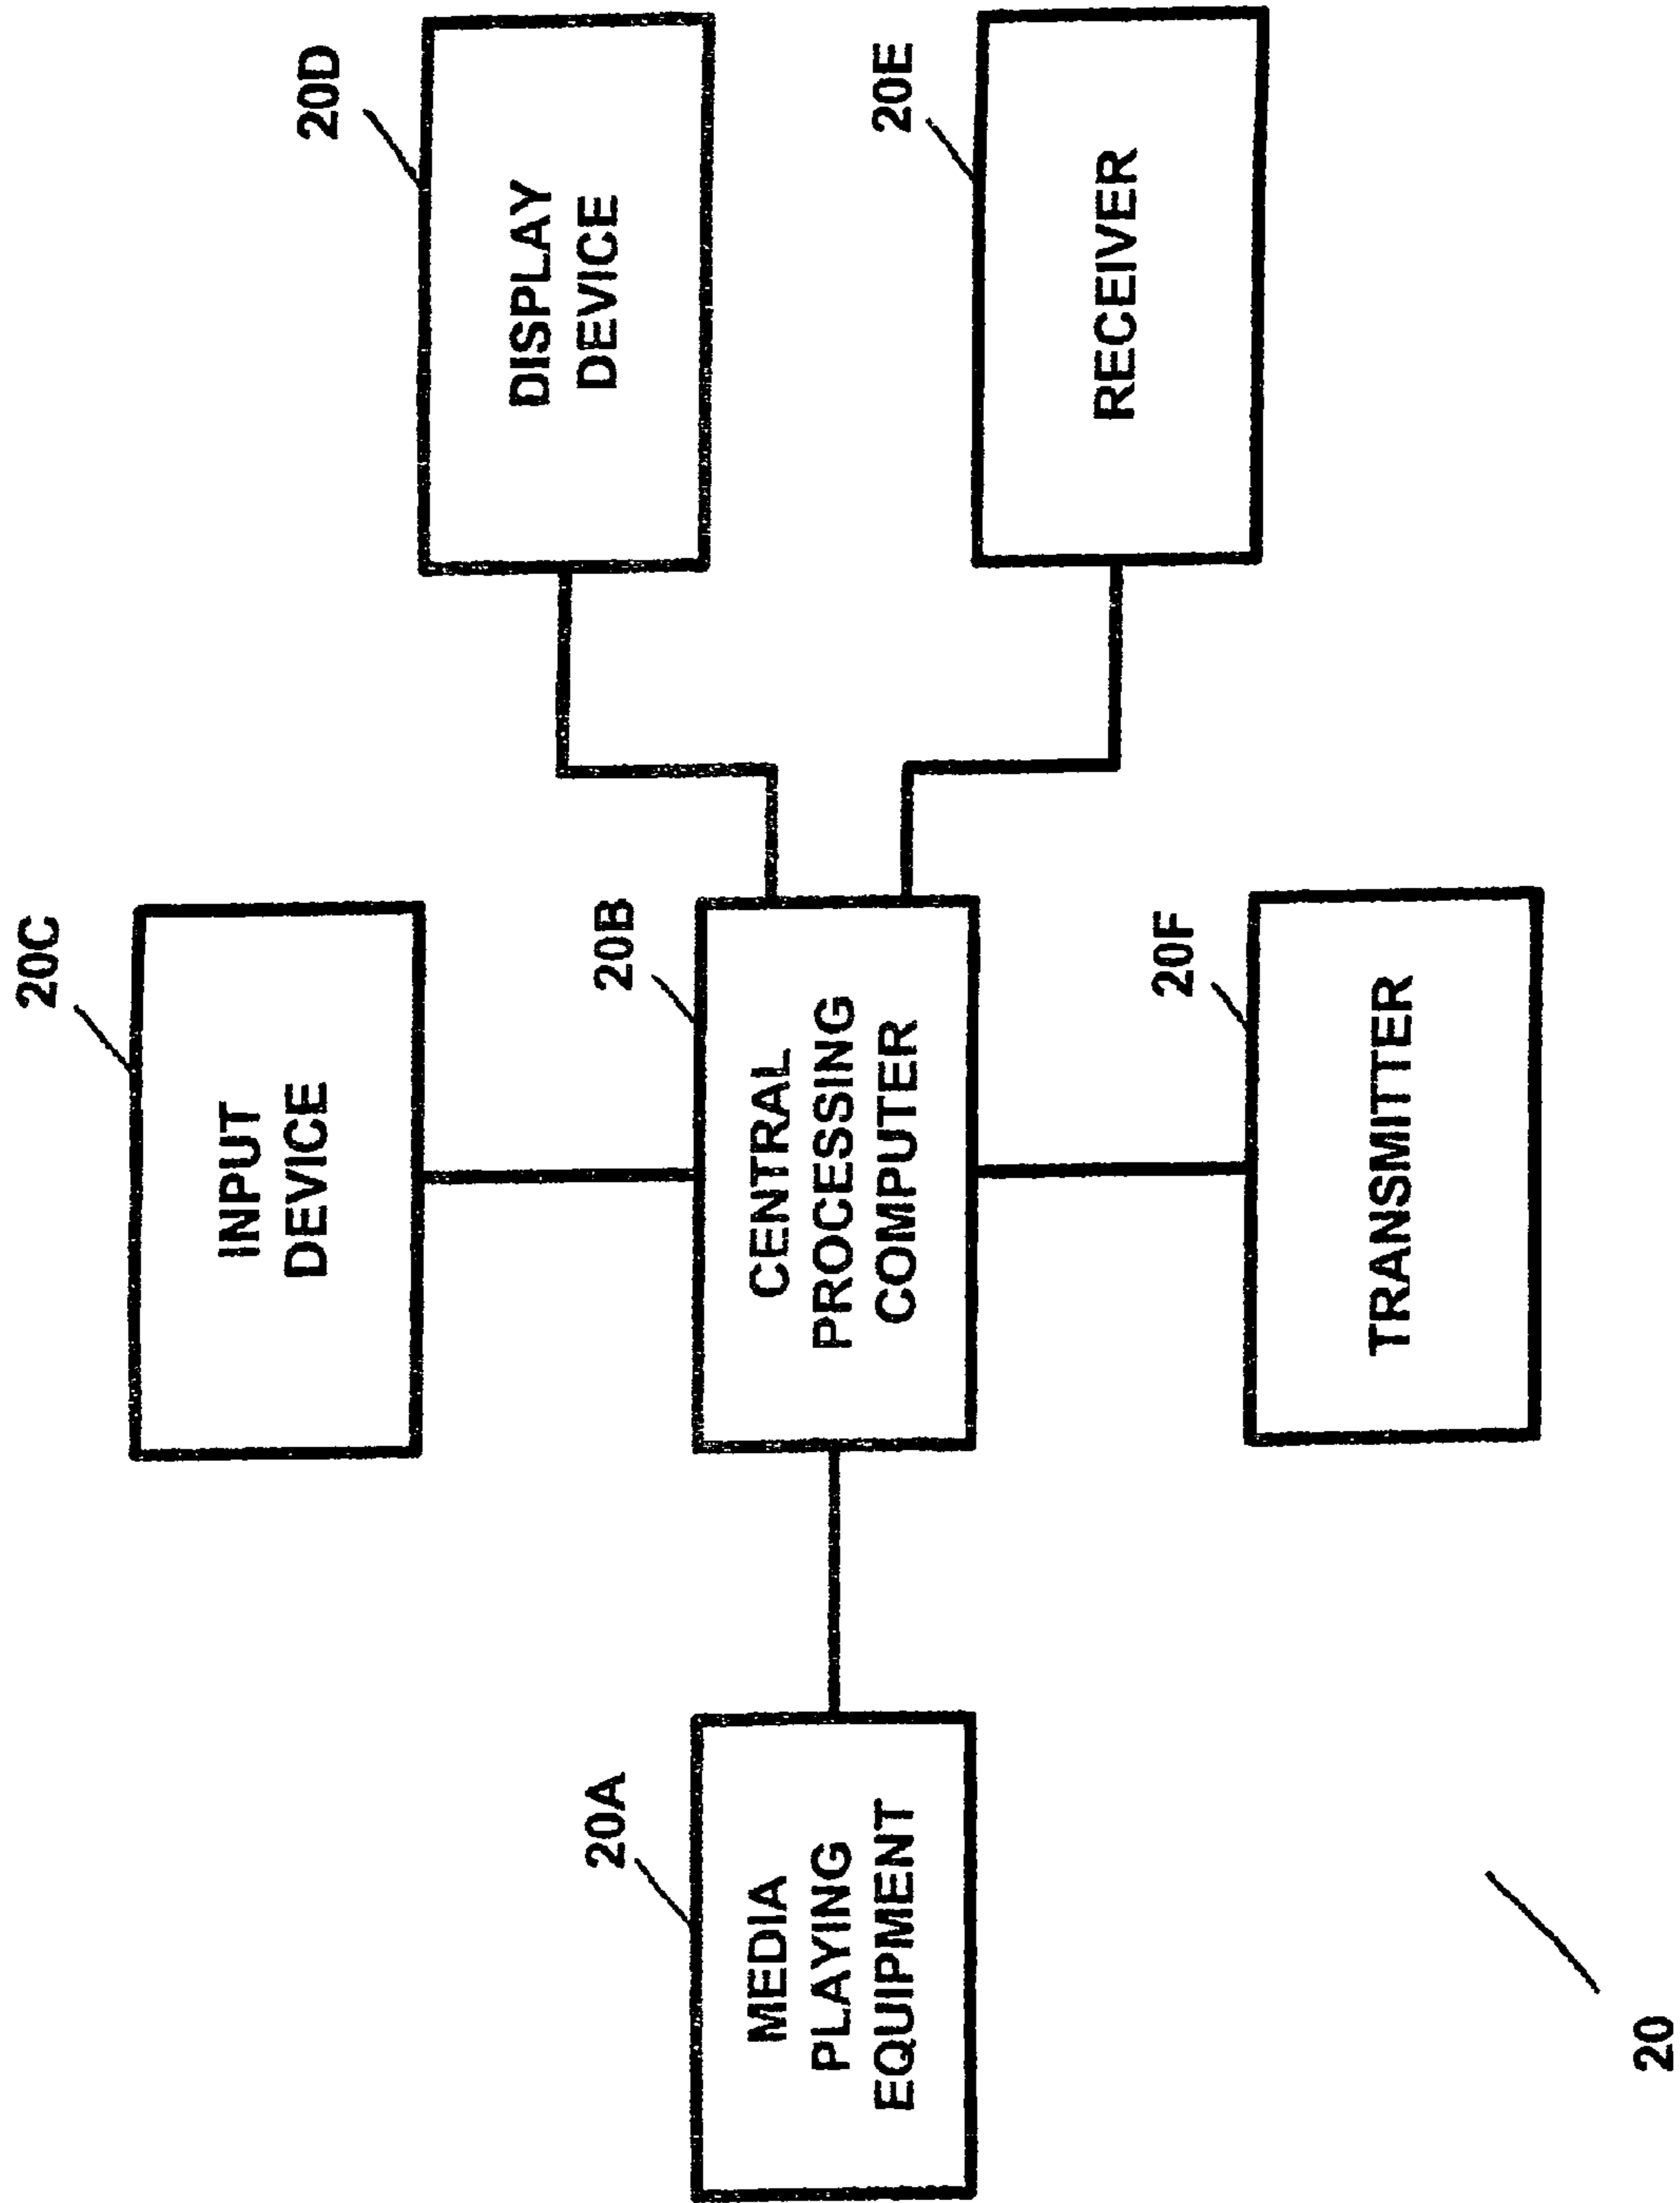 20C
INPUT
DEVICE
20D
DISPLAY
DEVICE
20A
MEDIA
PLAYING
EQUIPMENT
20B
CENTRAL
PROCESSING
COMPUTER
20E
RECEIVER
20F
TRANSMITTER
20